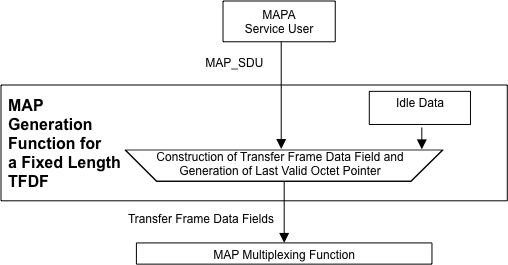 MAPA
Service User
MAP_SDU
MAP
Generation
Function for
a Fixed Length
TFDF
Idle Data
Construction of Transfer Frame Data Field and
Generation of Last Valid Octet Pointer
Transfer Frame Data Fields
MAP Multiplexing Function